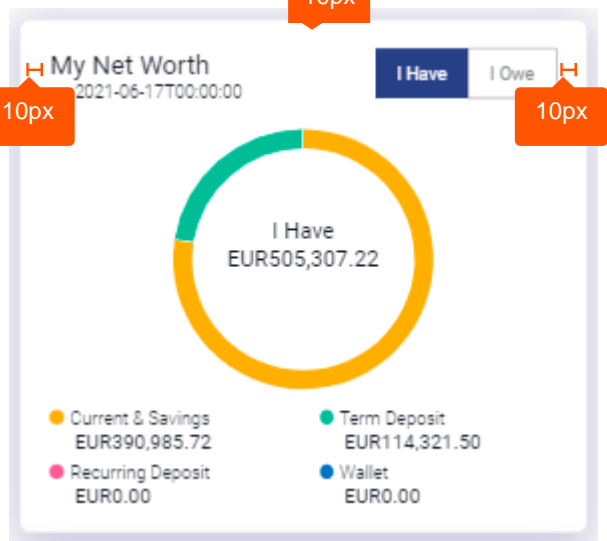 10px
My Net Worth
I Have
I Owe
2021-06-17T00:00:00
10px
10px
I Have
EUR505,307.22
Current & Savings
EUR390,985.72
Term Deposit
EUR114,321.50
Recurring Deposit
EUR0.00
Wallet
EUR0.00